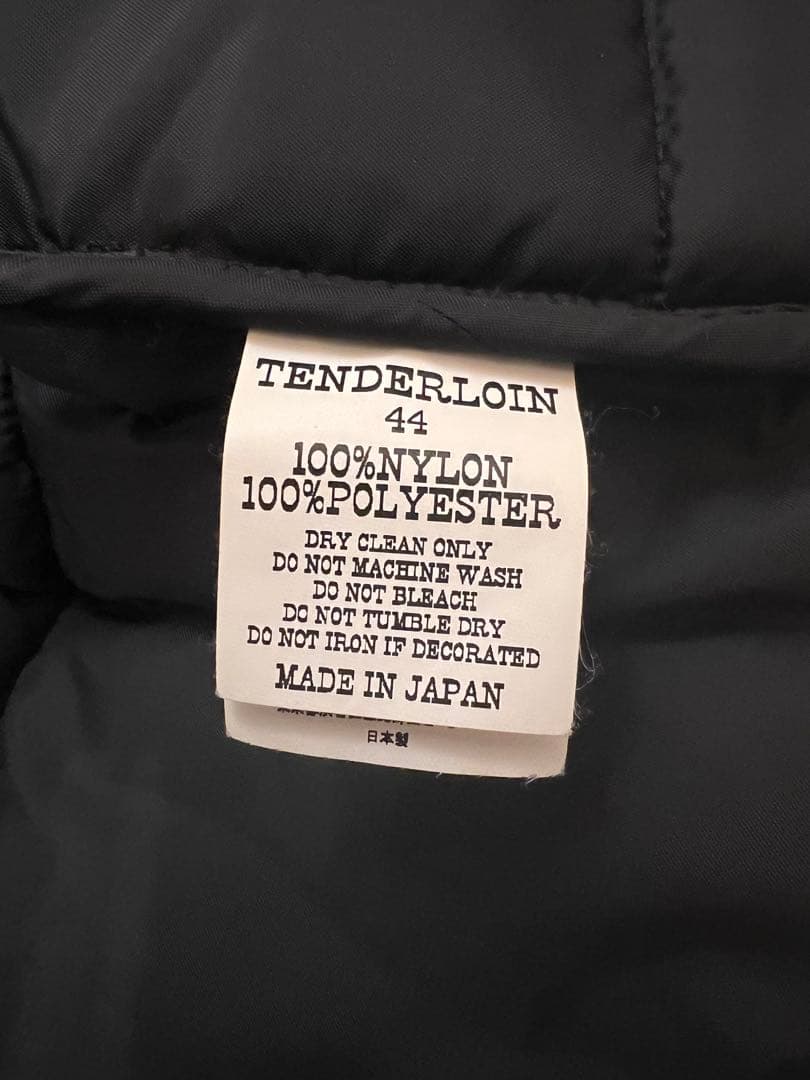 TENDERLOIN
44
100%NYLON
100%POLYESTER
DRY CLEAN ONLY
DO NOT MACHINE WASH
DO NOT BLEACH
DO NOT TUMBLE DRY
DO NOT IRON IF DECORATED
MADE IN JAPAN
日本製